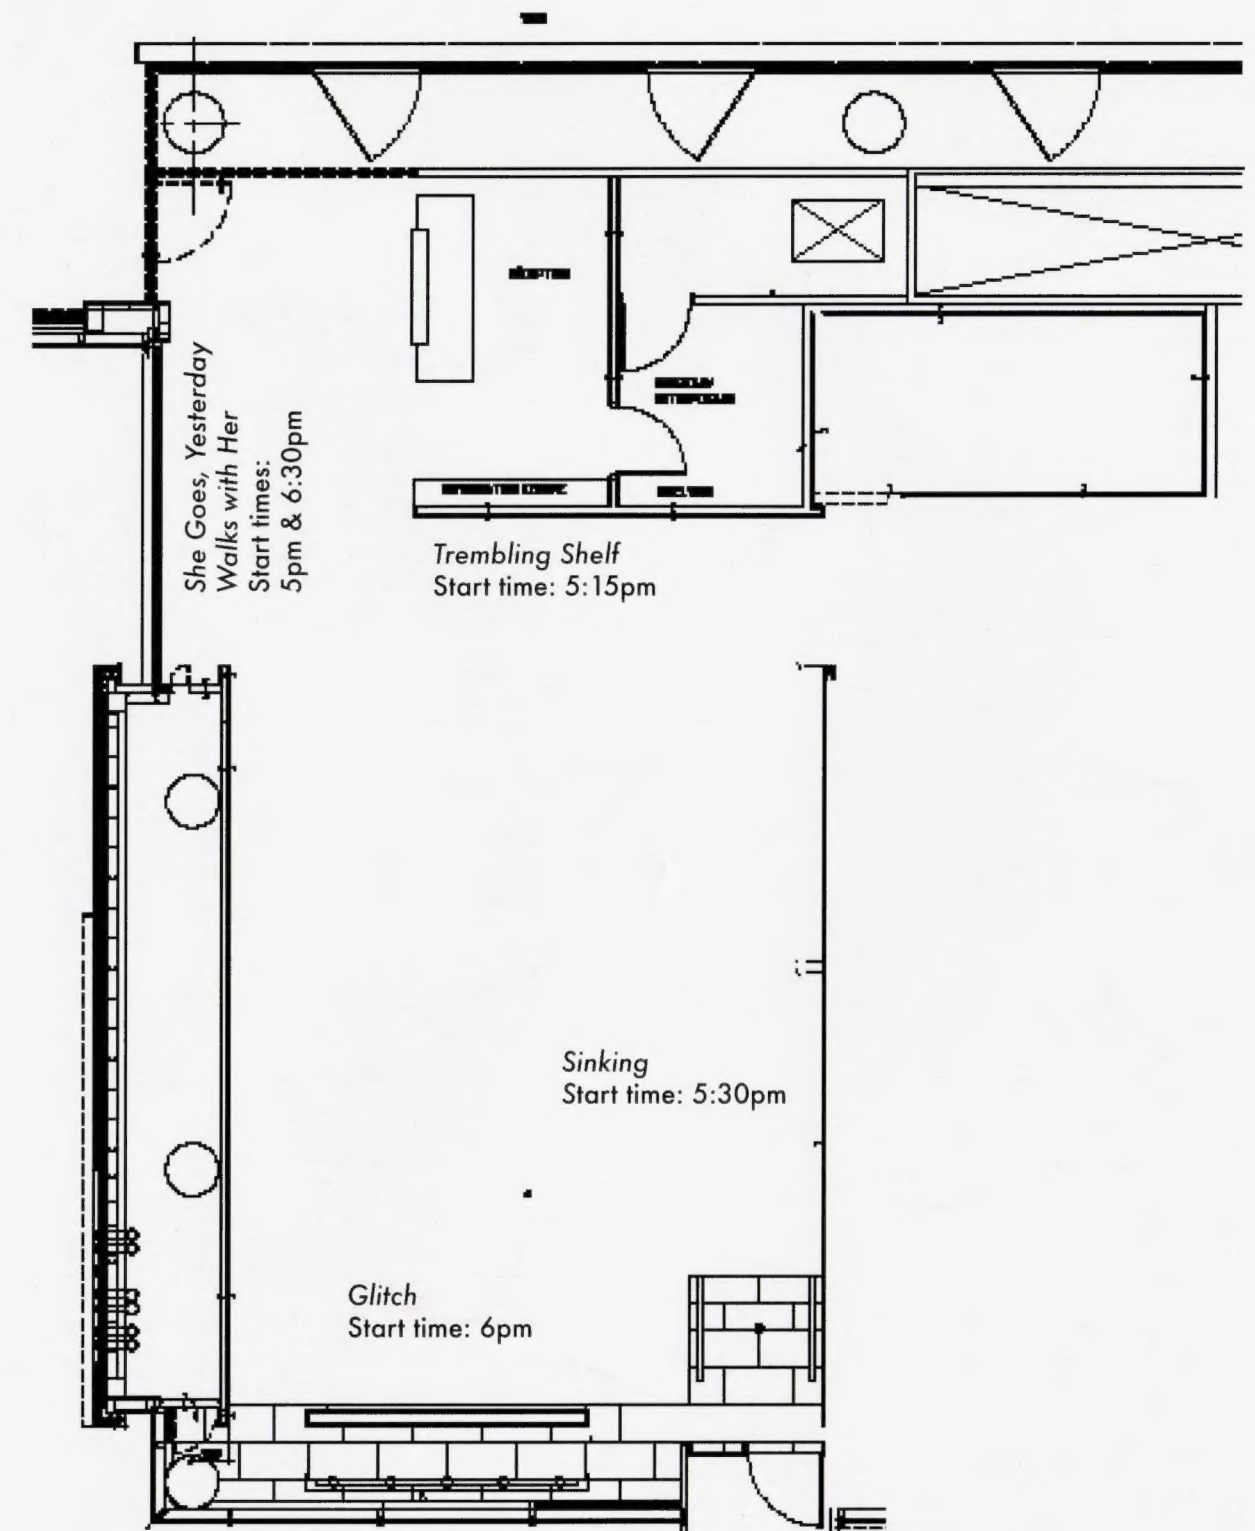 She Goes, Yesterday
Walks with Her
Start times:
5pm & 6:30pm
Trembling Shelf
Start time: 5:15pm
Sinking
Start time: 5:30pm
Glitch
Start time: 6pm